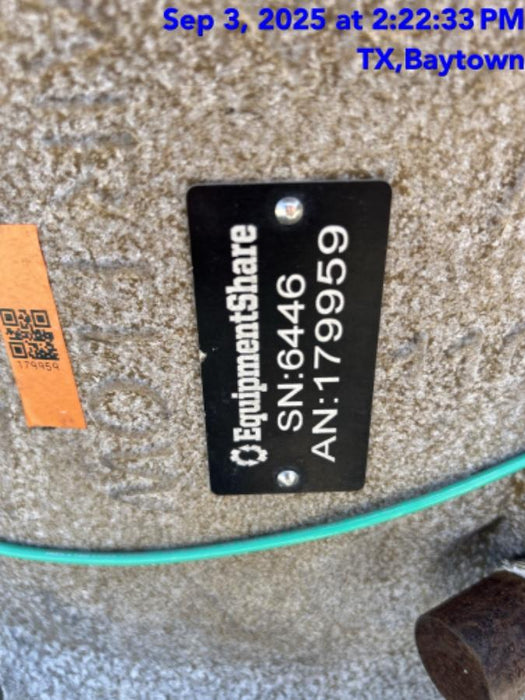 Sep 3, 2025 at 2:22:33 PM
TX,Baytown
EquipmentShare
SN:6446
AN:179959
179959